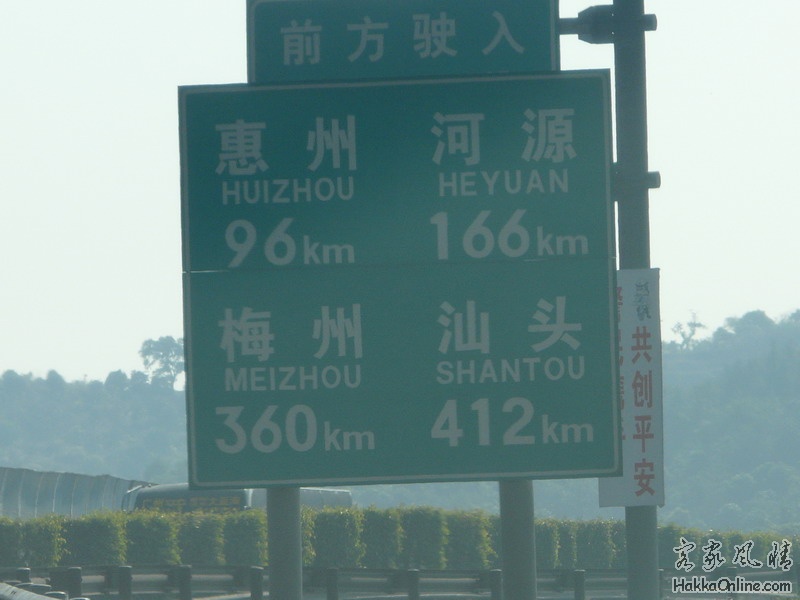 前方驶入
惠州 河源
HUIZHOU HEYUAN
96km 166km
梅州 汕头
MEIZHOU SHANTOU
360km 412km
共创平安
客家风情
HakkaOnline.com